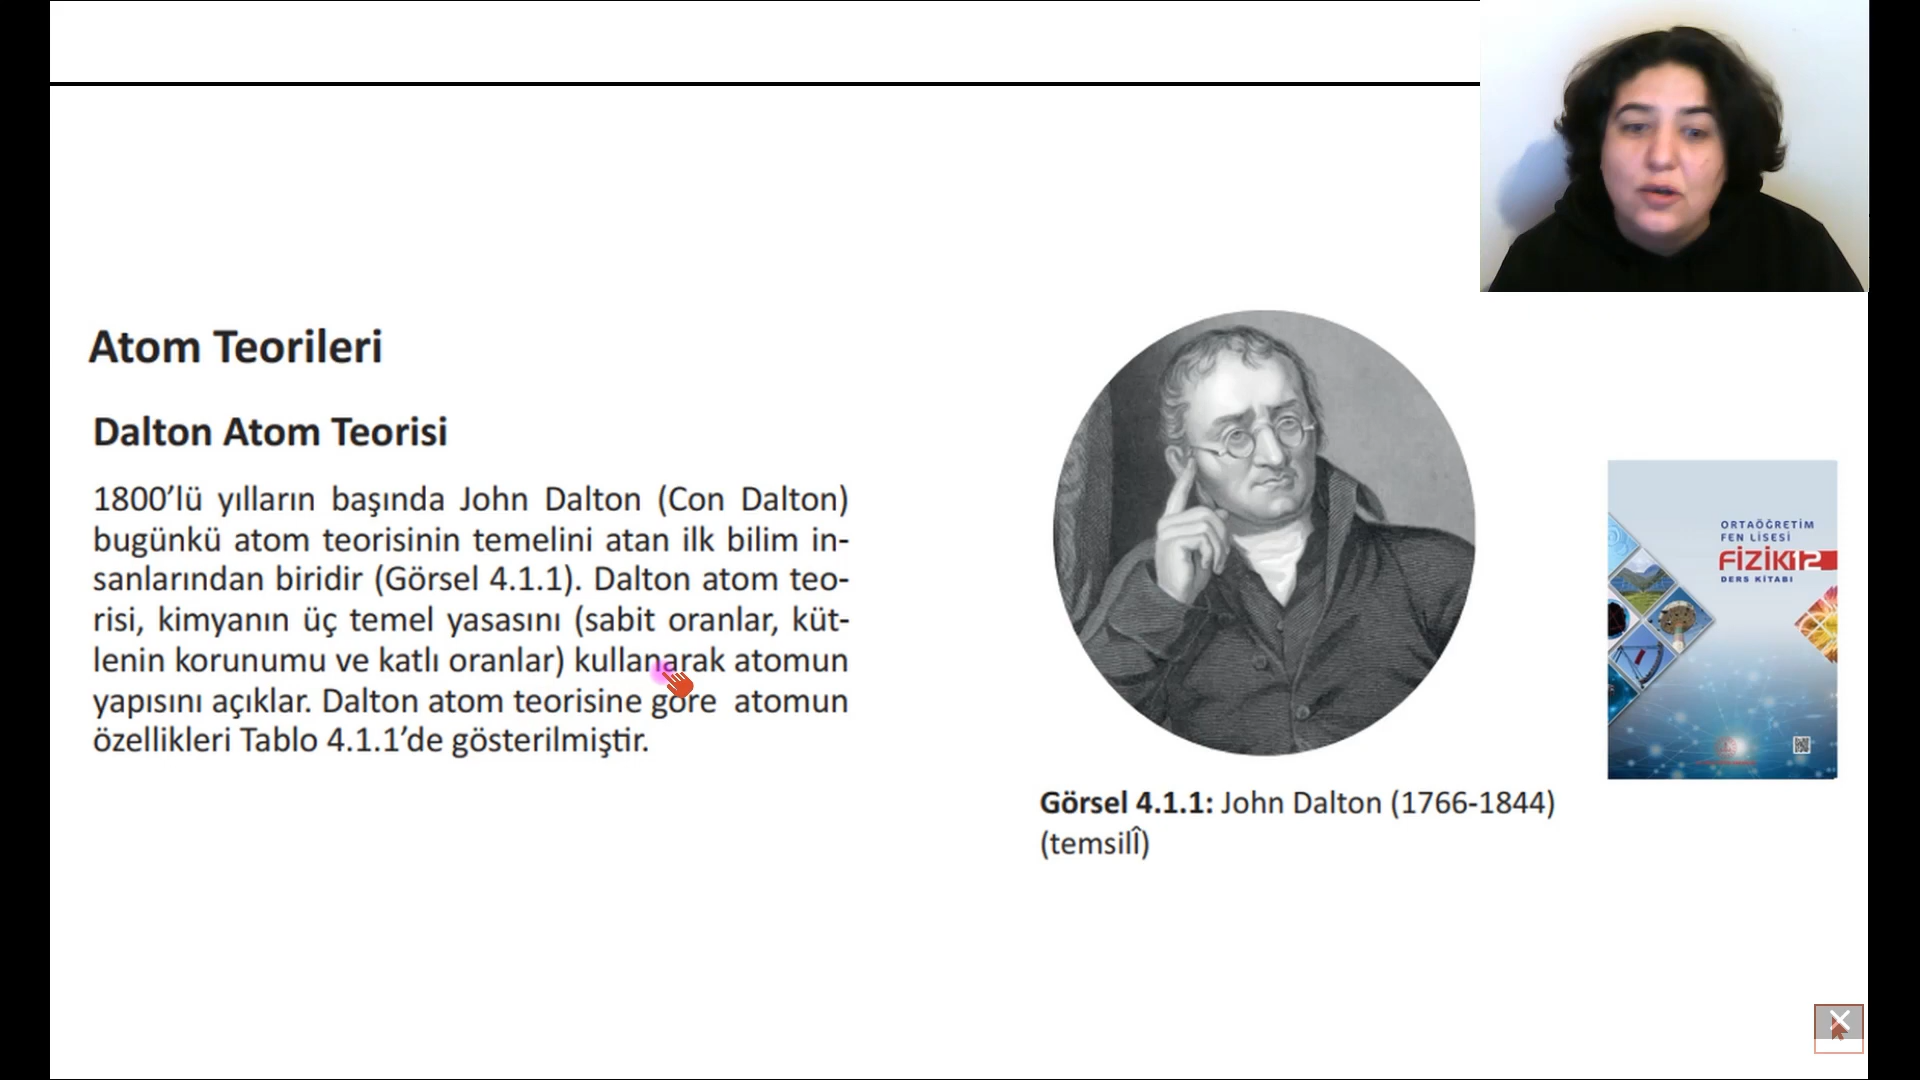 Atom Teorileri
Dalton Atom Teorisi
1800’lü yılların başında John Dalton (Con Dalton)
bugünkü atom teorisinin temelini atan ilk bilim in-
sanlarından biridir (Görsel 4.1.1). Dalton atom teo-
risi, kimyanın üç temel yasasını (sabit oranlar, küt-
lenin korunumu ve katlı oranlar) kullanarak atomun
yapısını açıklar. Dalton atom teorisine göre atomun
özellikleri Tablo 4.1.1’de gösterilmiştir.
Görsel 4.1.1: John Dalton (1766-1844)
(temsilÎ)
ORTAÖĞRETİM
FEN LİSESİ
FİZİK 12
DERS KİTABI